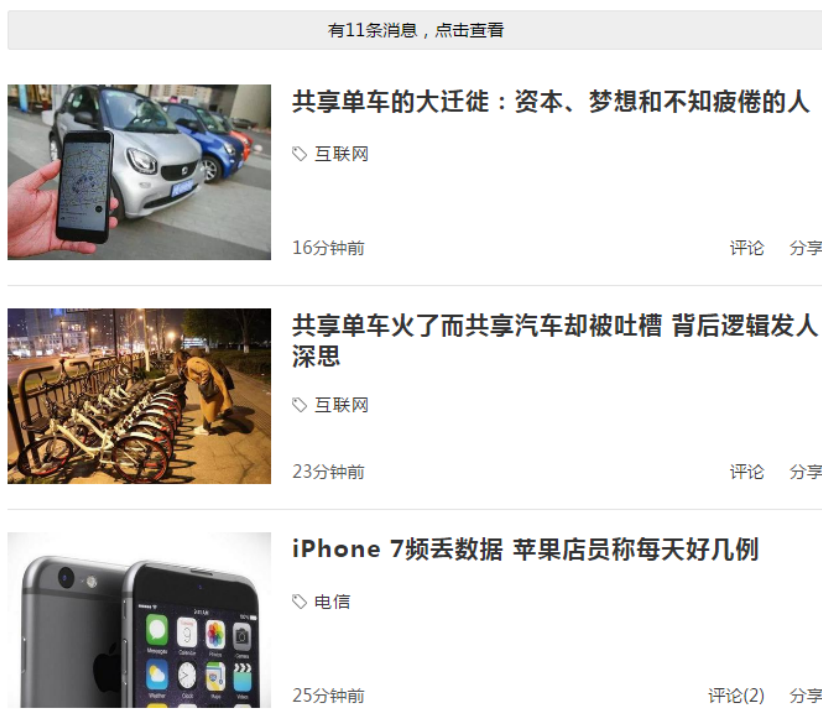 有11条消息，点击查看
共享单车的大迁徙：资本、梦想和不知疲倦的人
互联网
16分钟前 评论 分享
共享单车火了而共享汽车却被吐槽 背后逻辑发人
深思
互联网
23分钟前 评论 分享
iPhone 7频丢数据 苹果店员称每天好几例
电信
25分钟前 评论(2) 分享